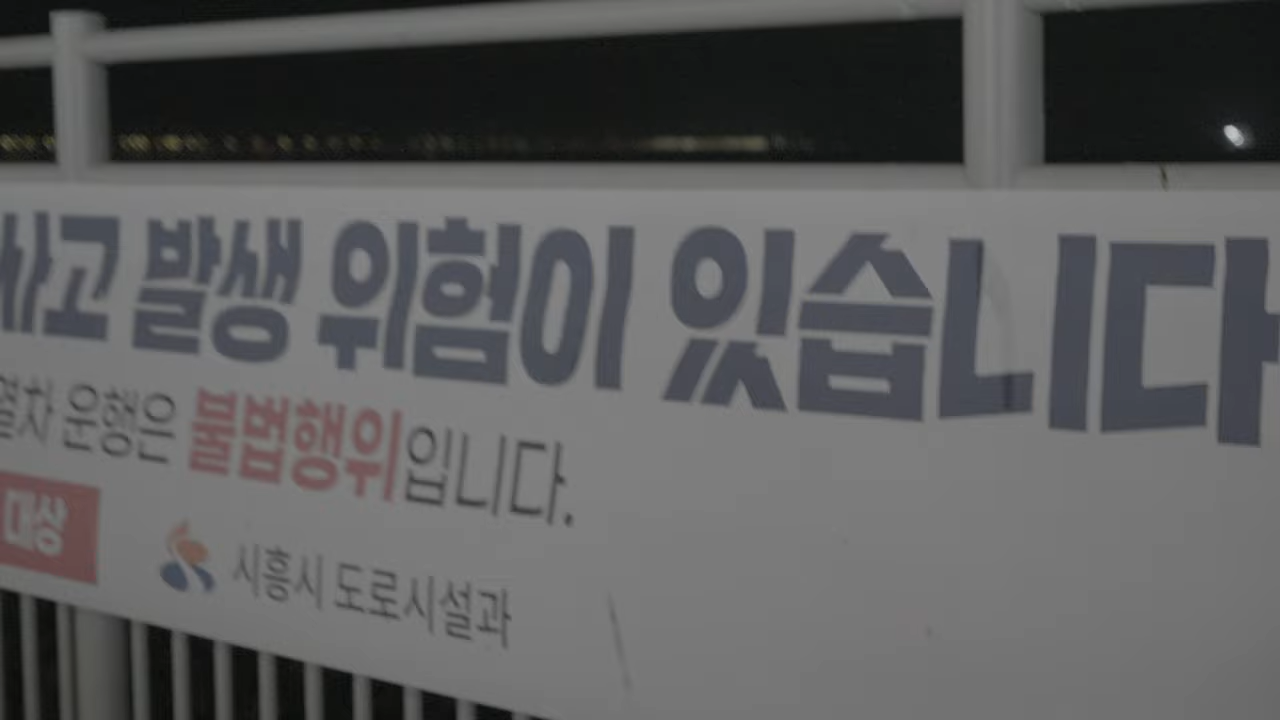 사고 발생 위험이 있습니다
열차 운행은 불법행위입니다.
대상
시흥시 도로시설과